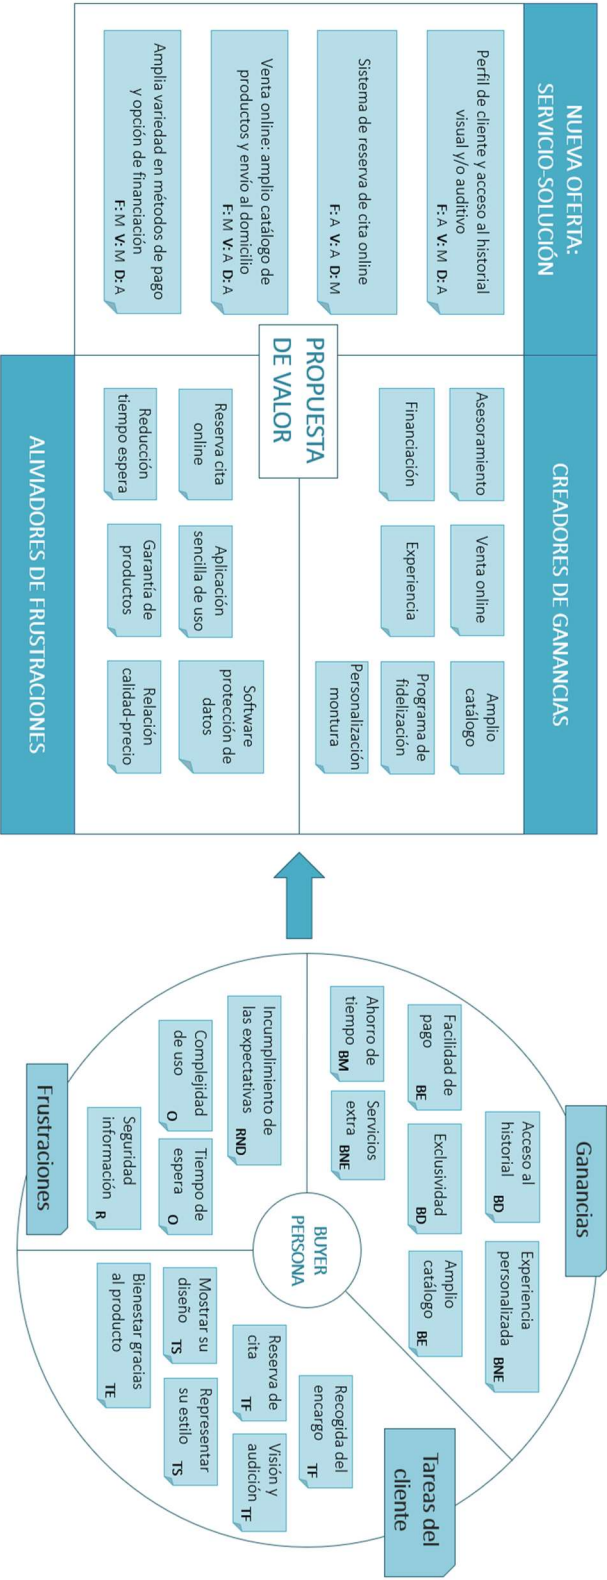 NUEVA OFERTA:
SERVICIO-SOLUCIÓN
Perfil de cliente y acceso al historial
visual y/o auditivo
F: A V: M D: A
Sistema de reserva de cita online
F: A V: A D: M
Venta online: amplio catálogo de
productos y envío al domicilio
F: M V: A D: A
Amplia variedad en métodos de pago
y opción de financiación
F: M V: M D: A
PROPUESTA
DE VALOR
CREADORES DE GANANCIAS
Asesoramiento
Venta online
Amplio
catálogo
Financiación
Experiencia
Programa de
fidelización
Personalización
montura
Reserva cita
online
Aplicación
sencilla de uso
Software
protección de
datos
Reducción
tiempo espera
Garantía de
productos
Relación
calidad-precio
ALIVIADORES DE FRUSTRACIONES
Ganancias
Acceso al
historial BD
Experiencia
personalizada BNE
Facilidad de
pago BE
Exclusividad
BD
Amplio
catálogo BE
Ahorro de
tiempo BM
Servicios
extra BNE
BUYER
PERSONA
Incumplimiento de
las expectativas RND
Complejidad
de uso O
Tiempo de
espera O
Seguridad
información R
Frustraciones
Tareas del
cliente
Recogida del
encargo TF
Reserva de
cita TF
Visión y
audición TF
Mostrar su
diseño TS
Representar
su estilo TS
Bienestar gracias
al producto TE